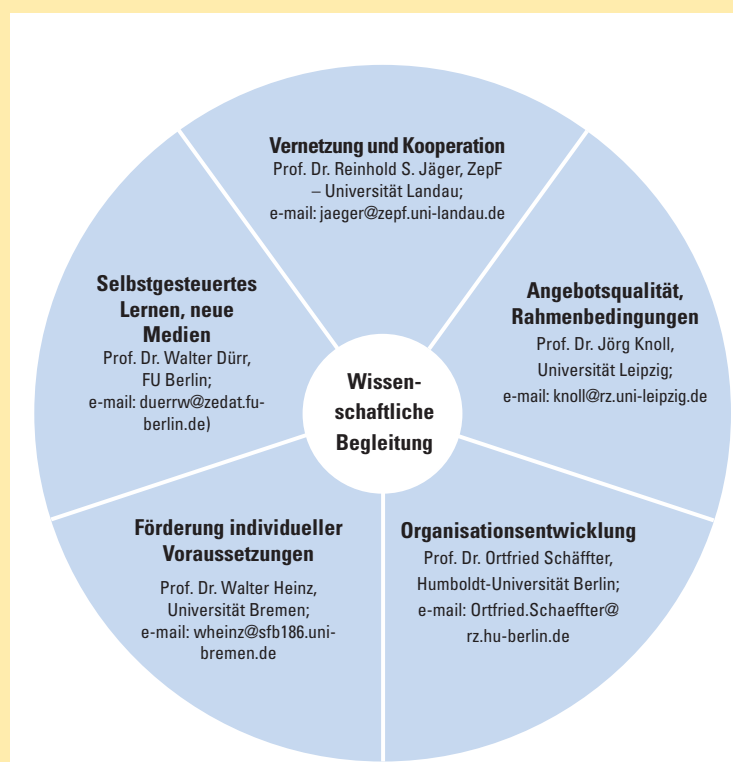 Vernetzung und Kooperation
Prof. Dr. Reinhold S. Jäger, ZepF
– Universität Landau;
e-mail: jaeger@zepf.uni-landau.de
Selbstgesteuertes
Lernen, neue
Medien
Prof. Dr. Walter Dürr,
FU Berlin;
e-mail: duerrw@zedat.fu-
berlin.de)
Angebotsqualität,
Rahmenbedingungen
Prof. Dr. Jörg Knoll,
Universität Leipzig;
e-mail: knoll@rz.uni-leipzig.de
Wissen-
schaftliche
Begleitung
Förderung individueller
Voraussetzungen
Prof. Dr. Walter Heinz,
Universität Bremen;
e-mail: wheinz@sfb186.uni-
bremen.de
Organisationsentwicklung
Prof. Dr. Ortfried Schäffter,
Humboldt-Universität Berlin;
e-mail: Ortfried.Schaeffter@
rz.hu-berlin.de